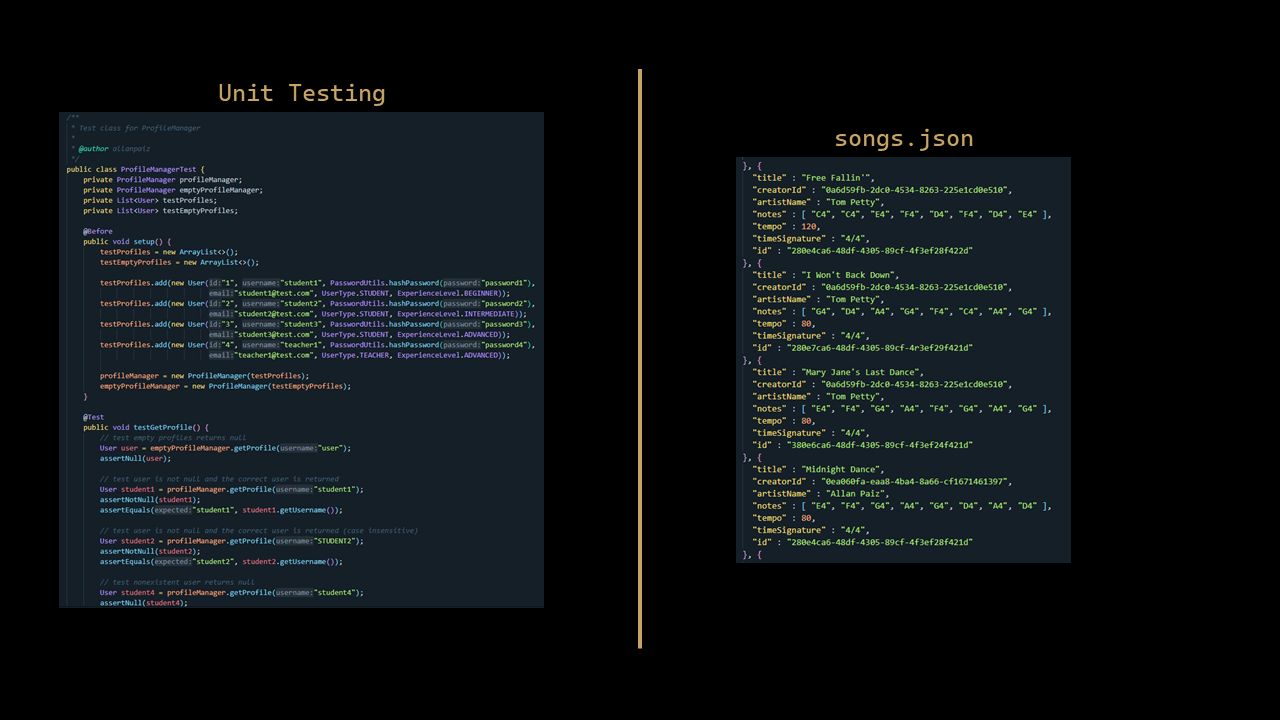 Unit Testing
/**
 * Test class for ProfileManager
 *
 * @author allanpaiz
 */
public class ProfileManagerTest {
    private ProfileManager profileManager;
    private ProfileManager emptyProfileManager;
    private List<User> testProfiles;
    private List<User> testEmptyProfiles;

    @Before
    public void setup() {
        testProfiles = new ArrayList<>();
        testEmptyProfiles = new ArrayList<>();

        testProfiles.add(new User(id:"1", username:"student1", PasswordUtils.hashPassword(password:"password1"),
                                  email:"student1@test.com", UserType.STUDENT, ExperienceLevel.BEGINNER));
        testProfiles.add(new User(id:"2", username:"student2", PasswordUtils.hashPassword(password:"password2"),
                                  email:"student2@test.com", UserType.STUDENT, ExperienceLevel.INTERMEDIATE));
        testProfiles.add(new User(id:"3", username:"student3", PasswordUtils.hashPassword(password:"password3"),
                                  email:"student3@test.com", UserType.STUDENT, ExperienceLevel.ADVANCED));
        testProfiles.add(new User(id:"4", username:"teacher1", PasswordUtils.hashPassword(password:"password4"),
                                  email:"teacher1@test.com", UserType.TEACHER, ExperienceLevel.ADVANCED));

        profileManager = new ProfileManager(testProfiles);
        emptyProfileManager = new ProfileManager(testEmptyProfiles);
    }

    @Test
    public void testGetProfile() {
        // test empty profiles returns null
        User user = emptyProfileManager.getProfile(username:"user");
        assertNull(user);

        // test user is not null and the correct user is returned
        User student1 = profileManager.getProfile(username:"student1");
        assertNotNull(student1);
        assertEquals(expected:"student1", student1.getUsername());

        // test user is not null and the correct user is returned (case insensitive)
        User student2 = profileManager.getProfile(username:"STUDENT2");
        assertNotNull(student2);
        assertEquals(expected:"student2", student2.getUsername());

        // test nonexistent user returns null
        User student4 = profileManager.getProfile(username:"student4");
        assertNull(student4);
songs.json
}, {
  "title" : "Free Fallin'",
  "creatorId" : "0a6d59fb-2dc0-4534-8263-225e1cd0e510",
  "artistName" : "Tom Petty",
  "notes" : [ "C4", "C4", "E4", "F4", "D4", "F4", "D4", "E4" ],
  "tempo" : 120,
  "timeSignature" : "4/4",
  "id" : "280e4ca6-48df-4305-89cf-4f3ef28f422d"
}, {
  "title" : "I Won't Back Down",
  "creatorId" : "0a6d59fb-2dc0-4534-8263-225e1cd0e510",
  "artistName" : "Tom Petty",
  "notes" : [ "G4", "D4", "A4", "G4", "F4", "C4", "A4", "G4" ],
  "tempo" : 80,
  "timeSignature" : "4/4",
  "id" : "280e7ca6-48df-4305-89cf-4r3ef29f421d"
}, {
  "title" : "Mary Jane's Last Dance",
  "creatorId" : "0a6d59fb-2dc0-4534-8263-225e1cd0e510",
  "artistName" : "Tom Petty",
  "notes" : [ "E4", "F4", "G4", "A4", "F4", "G4", "A4", "G4" ],
  "tempo" : 80,
  "timeSignature" : "4/4",
  "id" : "380e6ca6-48df-4305-89cf-4f3ef24f421d"
}, {
  "title" : "Midnight Dance",
  "creatorId" : "0ea060fa-eaa8-4ba4-8a66-cf1671461397",
  "artistName" : "Allan Paiz",
  "notes" : [ "E4", "F4", "G4", "A4", "G4", "D4", "A4", "D4" ],
  "tempo" : 80,
  "timeSignature" : "4/4",
  "id" : "280e4ca6-48df-4305-89cf-4f3ef28f421d"
}, {